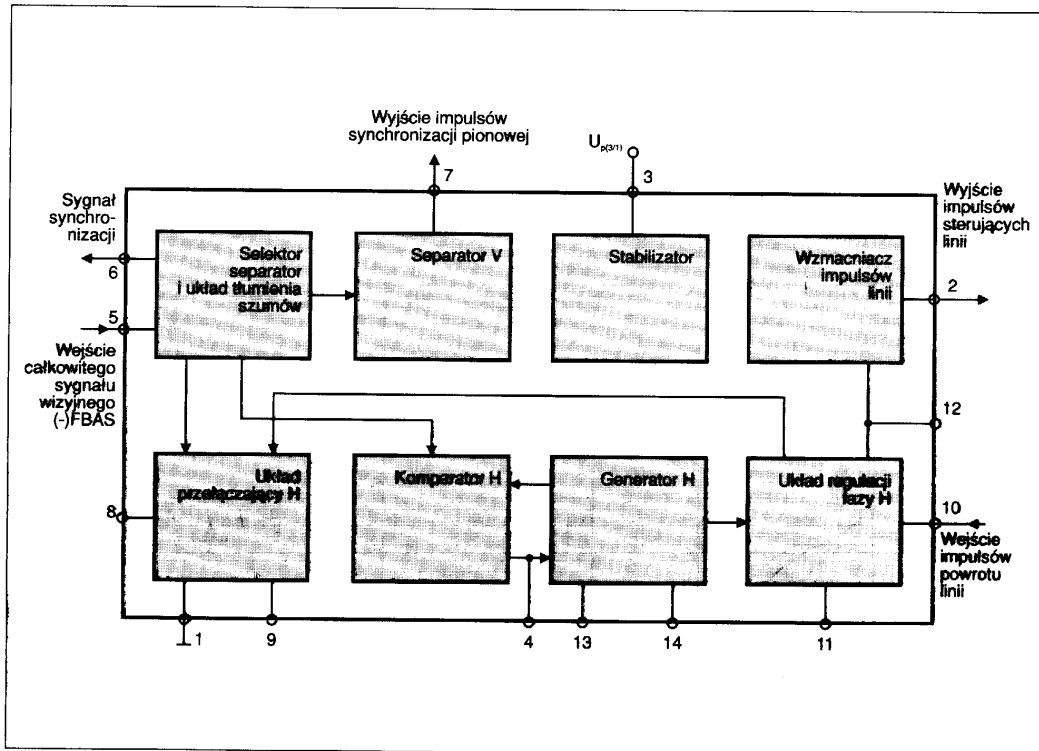 Wyjście impulsów
synchronizacji pionowej
7
U p(3/1)
3
Sygnał
synchro-
nizacji
6
5
Wejście
całkowitego
sygnału
wizyjnego
(-)FBAS
Selektor
separator
i układ tłumienia
szumów
Separator V
Stabilizator
Wzmacniacz
impulsów
linii
Wyjście
impulsów
sterujących
linii
2
12
Układ
przełączający H
Komparator H
Generator H
Układ regulacji
fazy H
8
10
Wejście
impulsów
powrotu
linii
1
9
4
13
14
11